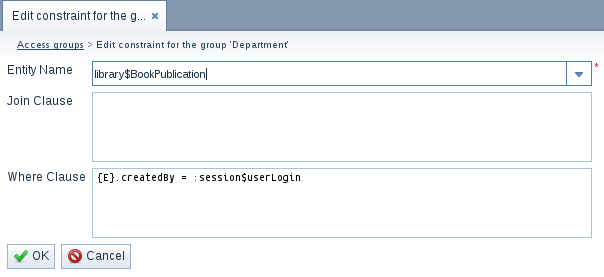 Edit constraint for the g...
Access groups > Edit constraint for the group 'Department'
Entity Name library$BookPublication *
Join Clause
Where Clause {E}.createdBy = :session$userLogin
OK Cancel